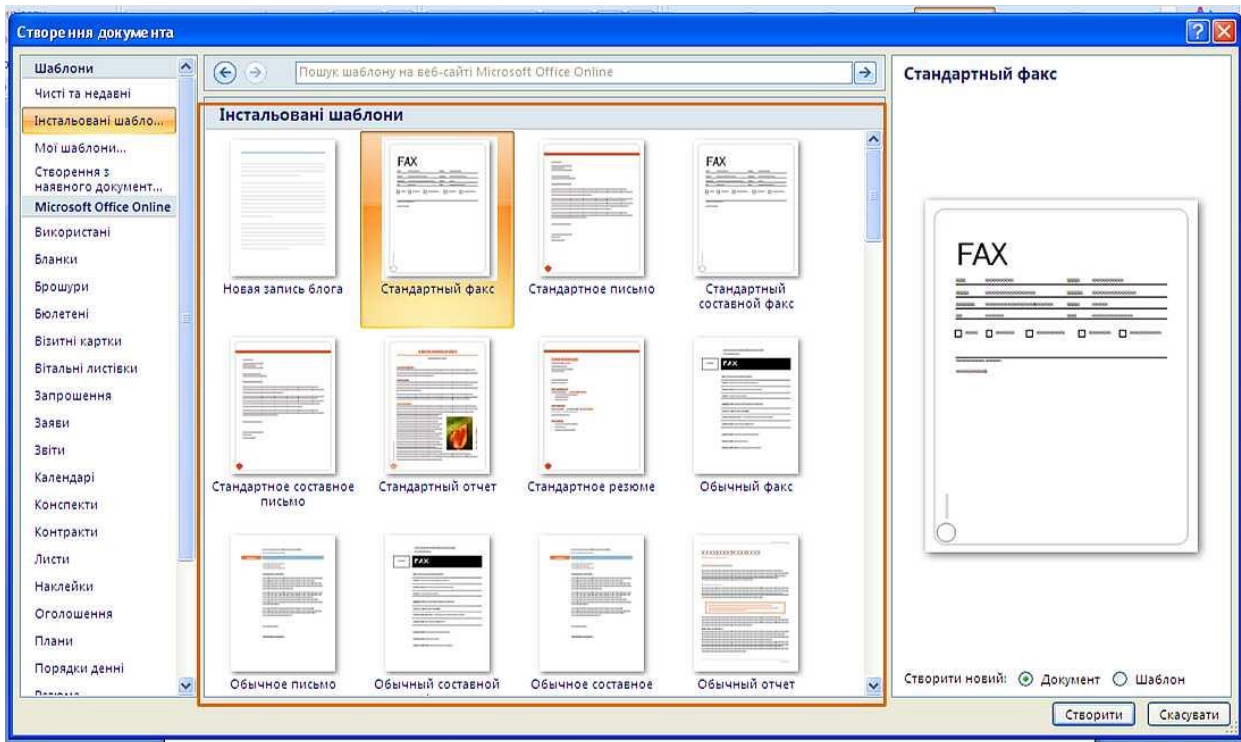 Створення документа
Шаблони
Чисті та недавні
Інстальовані шабло...
Мої шаблони...
Створення з
наявного документ...
Microsoft Office Online
Використані
Бланки
Брошури
Бюлетені
Візитні картки
Вітальні листівки
Запрошення
Заяви
Звіти
Календарі
Конспекти
Контракти
Листи
Наклейки
Оголошення
Плани
Порядки денні
Пошук шаблону на веб-сайті Microsoft Office Online
Інстальовані шаблони
FAX
FAX
Новая запись блога
Стандартный факс
Стандартное письмо
Стандартный
составной факс
FAX
Стандартное составное
письмо
Стандартный отчет
Стандартное резюме
Обычный факс
FAX
Обычное письмо
Обычный составной
Обычное составное
Обычный отчет
Стандартный факс
FAX
Створити новий: Документ Шаблон
Створити Скасувати